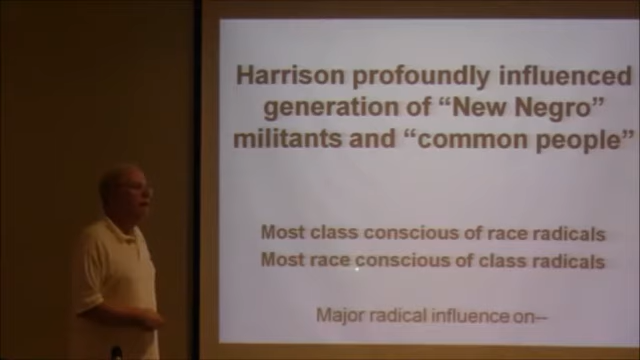 Harrison profoundly influenced
generation of “New Negro”
militants and “common people”
Most class conscious of race radicals
Most race conscious of class radicals
Major radical influence on--